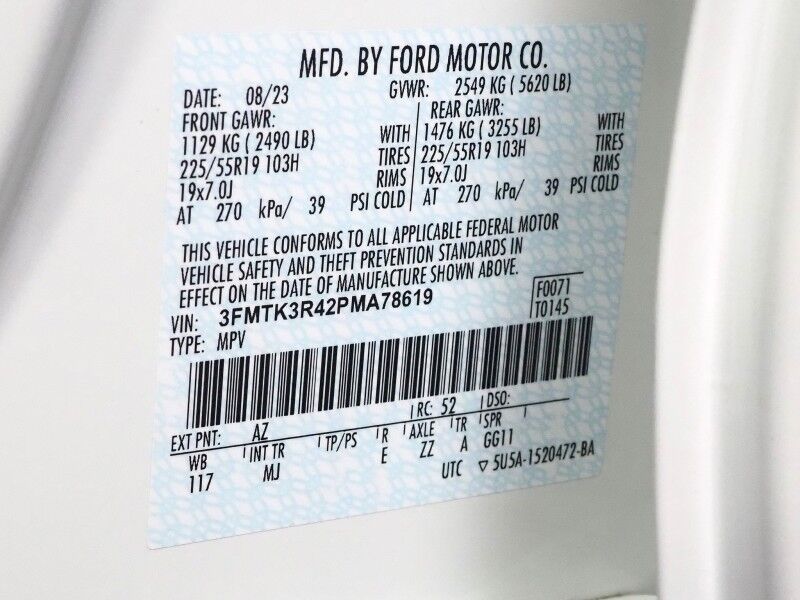 MFD. BY FORD MOTOR CO.
DATE: 08/23 GVWR: 2549 KG ( 5620 LB)
FRONT GAWR: REAR GAWR:
1129 KG ( 2490 LB) WITH 1476 KG ( 3255 LB) WITH
225/55R19 103H TIRES 225/55R19 103H TIRES
19x7.0J RIMS 19x7.0J RIMS
AT 270 kPa/ 39 PSI COLD AT 270 kPa/ 39 PSI COLD
THIS VEHICLE CONFORMS TO ALL APPLICABLE FEDERAL MOTOR
VEHICLE SAFETY AND THEFT PREVENTION STANDARDS IN
EFFECT ON THE DATE OF MANUFACTURE SHOWN ABOVE.
VIN: 3FMTK3R42PMA78619 F0071
TYPE: MPV T0145
EXT PNT: AZ RC: 52 DSO:
WB INT TR TP/PS R AXLE TR SPR
117 MJ E ZZ A GG11
UTC ▽ 5U5A-1520472-BA